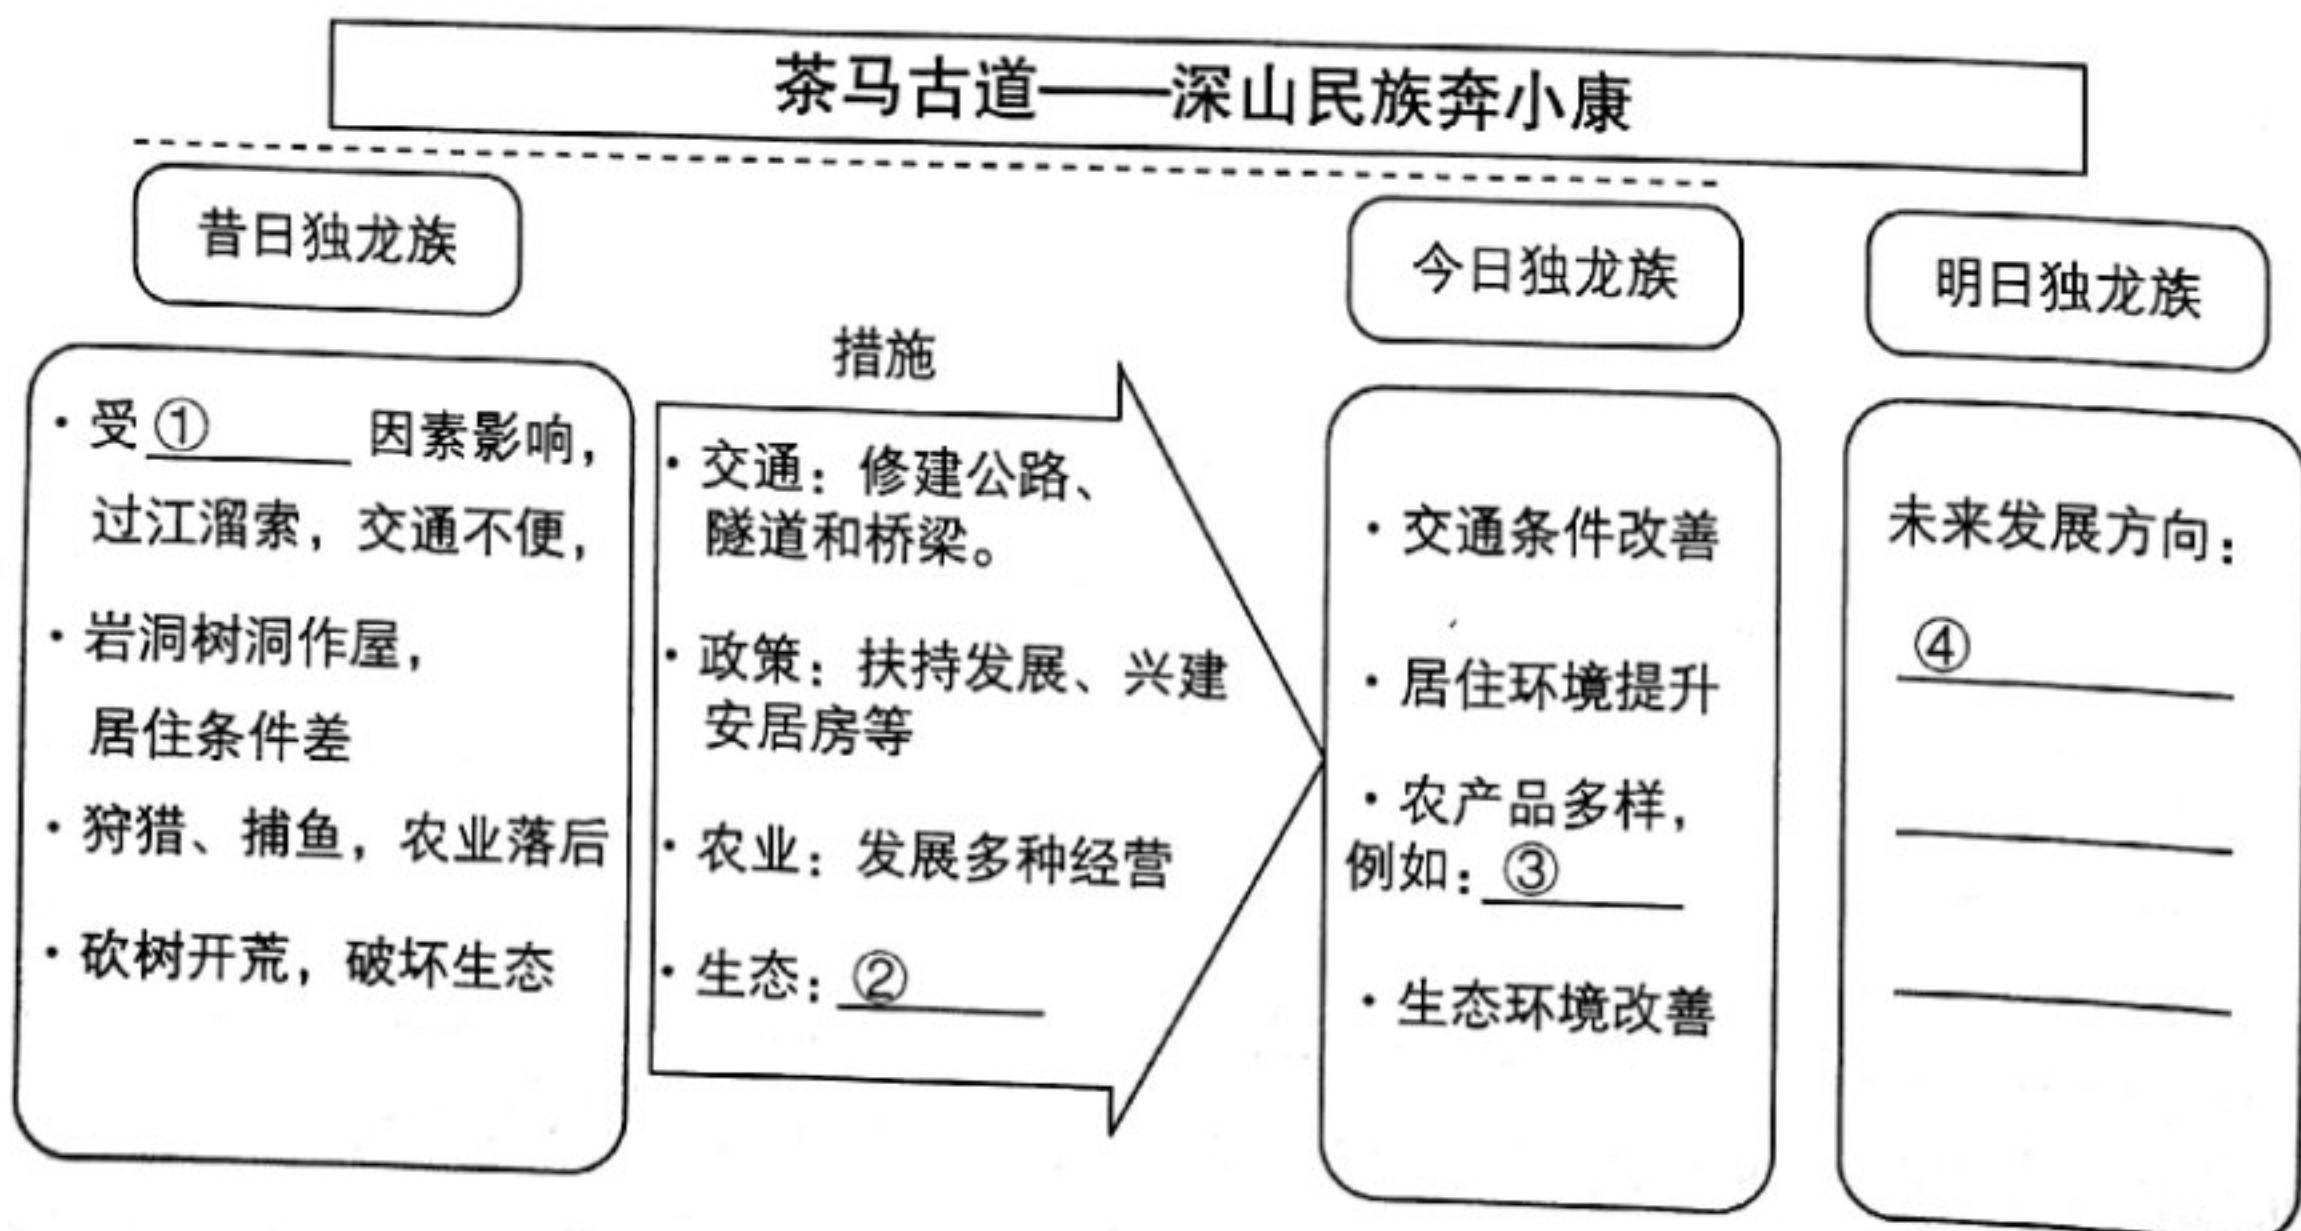 茶马古道——深山民族奔小康
昔日独龙族
·受①因素影响，
过江溜索，交通不便，
·岩洞树洞作屋，
居住条件差
·狩猎、捕鱼，农业落后
·砍树开荒，破坏生态
措施
·交通：修建公路、
隧道和桥梁。
·政策：扶持发展、兴建
安居房等
·农业：发展多种经营
·生态：②
今日独龙族
·交通条件改善
·居住环境提升
·农产品多样，
例如：③
·生态环境改善
明日独龙族
未来发展方向：
④